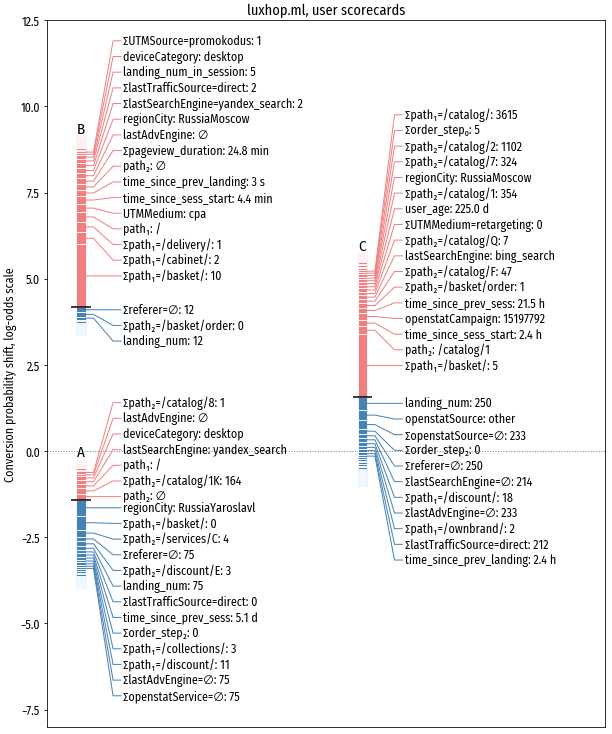 luxhop.ml, user scorecards
Conversion probability shift, log-odds scale
12.5
10.0
7.5
5.0
2.5
0.0
−2.5
−5.0
−7.5
B
ΣUTMSource=promokodus: 1
deviceCategory: desktop
landing_num_in_session: 5
ΣlastTrafficSource=direct: 2
ΣlastSearchEngine=yandex_search: 2
regionCity: RussiaMoscow
lastAdvEngine: ∅
Σpageview_duration: 24.8 min
path₂: ∅
time_since_prev_landing: 3 s
time_since_sess_start: 4.4 min
UTMMedium: cpa
path₁: /
Σpath₁=/delivery/: 1
Σpath₁=/cabinet/: 2
Σpath₁=/basket/: 10
Σreferer=∅: 12
Σpath₂=/basket/order: 0
landing_num: 12
A
Σpath₂=/catalog/8: 1
lastAdvEngine: ∅
deviceCategory: desktop
lastSearchEngine: yandex_search
path₁: /
Σpath₂=/catalog/1K: 164
path₂: ∅
regionCity: RussiaYaroslavl
Σpath₁=/basket/: 0
Σpath₂=/services/C: 4
Σreferer=∅: 75
Σpath₂=/discount/E: 3
landing_num: 75
ΣlastTrafficSource=direct: 0
time_since_prev_sess: 5.1 d
Σorder_step₂: 0
Σpath₁=/collections/: 3
Σpath₁=/discount/: 11
ΣlastAdvEngine=∅: 75
ΣopenstatService=∅: 75
C
Σpath₁=/catalog/: 3615
Σorder_step₀: 5
Σpath₂=/catalog/2: 1102
Σpath₂=/catalog/7: 324
regionCity: RussiaMoscow
Σpath₂=/catalog/1: 354
user_age: 225.0 d
ΣUTMMedium=retargeting: 0
Σpath₂=/catalog/Q: 7
lastSearchEngine: bing_search
Σpath₂=/catalog/F: 47
Σpath₂=/basket/order: 1
time_since_prev_sess: 21.5 h
openstatCampaign: 15197792
time_since_sess_start: 2.4 h
path₂: /catalog/1
Σpath₁=/basket/: 5
landing_num: 250
openstatSource: other
ΣopenstatSource=∅: 233
Σorder_step₂: 0
Σreferer=∅: 250
ΣlastSearchEngine=∅: 214
Σpath₁=/discount/: 18
ΣlastAdvEngine=∅: 233
Σpath₁=/ownbrand/: 2
ΣlastTrafficSource=direct: 212
time_since_prev_landing: 2.4 h